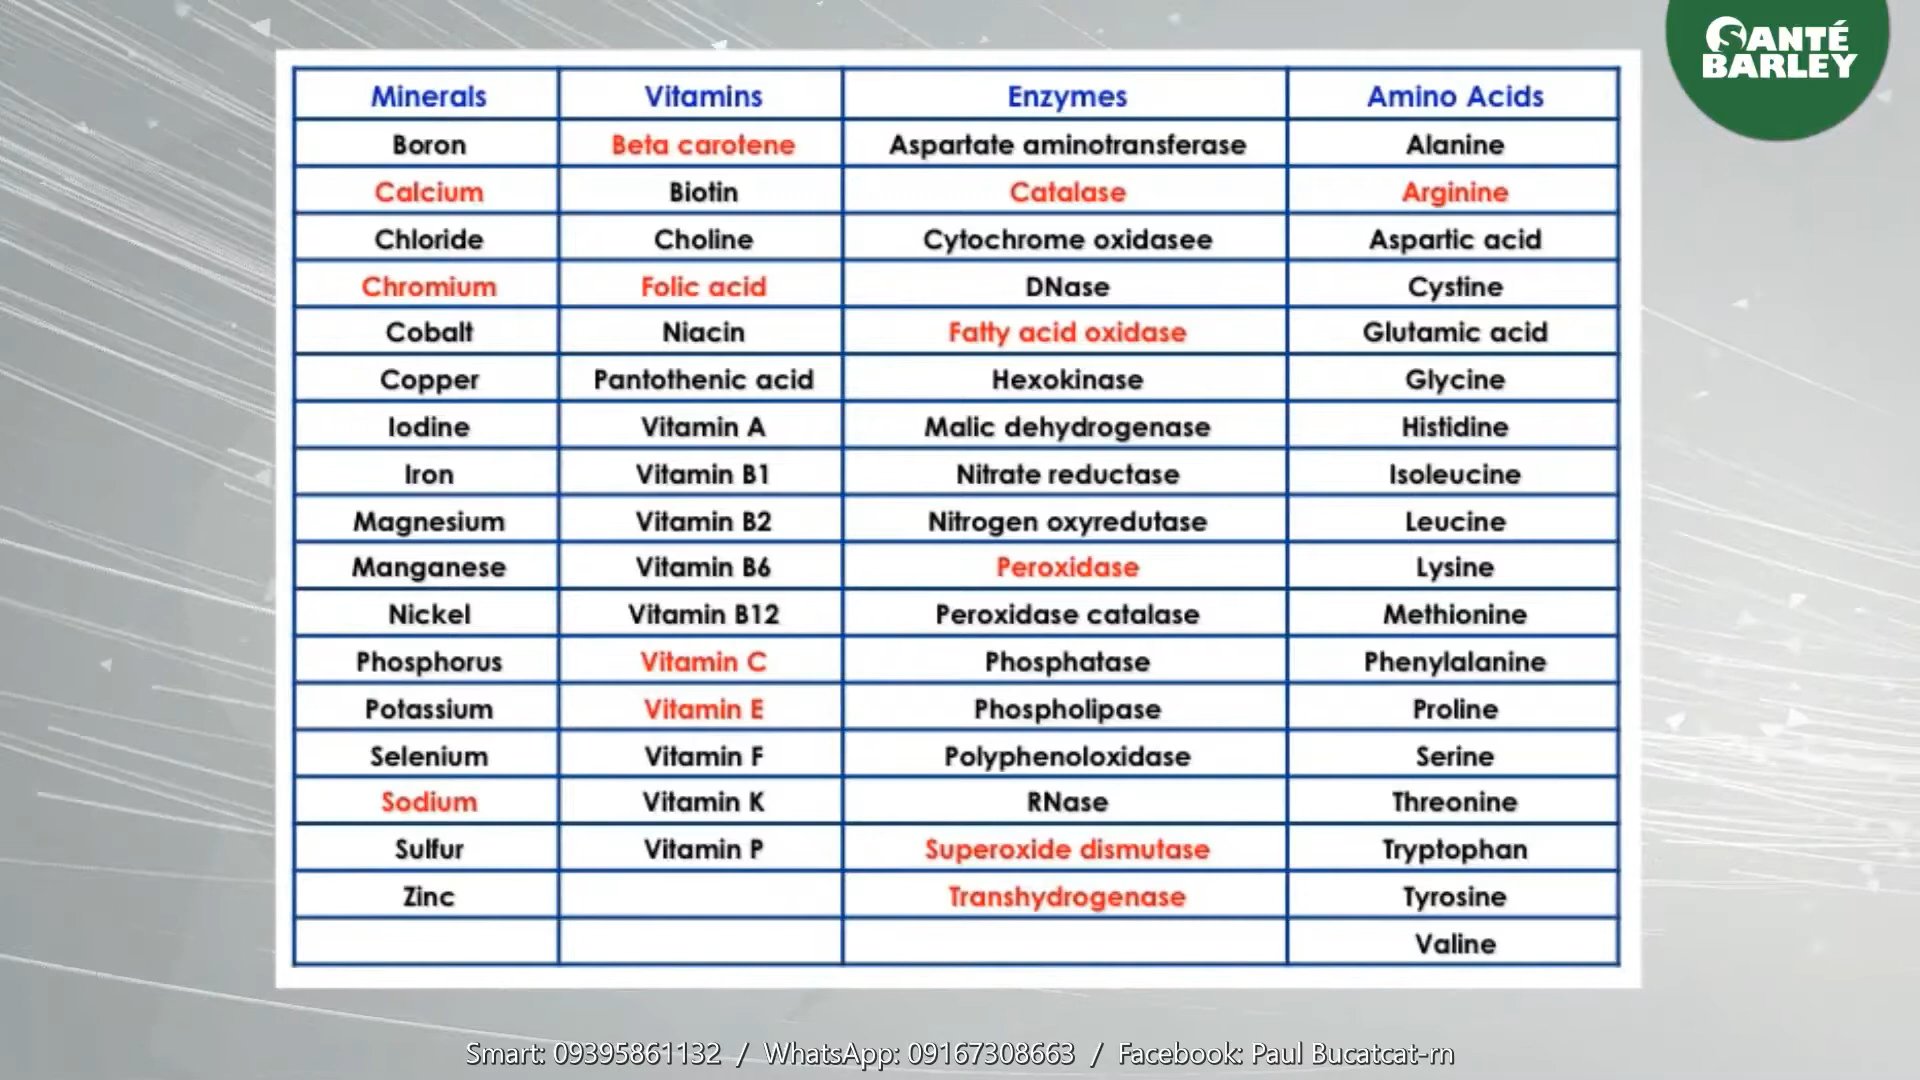 SANTÉ
BARLEY
Minerals Vitamins Enzymes Amino Acids
Boron Beta carotene Aspartate aminotransferase Alanine
Calcium Biotin Catalase Arginine
Chloride Choline Cytochrome oxidasee Aspartic acid
Chromium Folic acid DNase Cystine
Cobalt Niacin Fatty acid oxidase Glutamic acid
Copper Pantothenic acid Hexokinase Glycine
Iodine Vitamin A Malic dehydrogenase Histidine
Iron Vitamin B1 Nitrate reductase Isoleucine
Magnesium Vitamin B2 Nitrogen oxyredutase Leucine
Manganese Vitamin B6 Peroxidase Lysine
Nickel Vitamin B12 Peroxidase catalase Methionine
Phosphorus Vitamin C Phosphatase Phenylalanine
Potassium Vitamin E Phospholipase Proline
Selenium Vitamin F Polyphenoloxidase Serine
Sodium Vitamin K RNase Threonine
Sulfur Vitamin P Superoxide dismutase Tryptophan
Zinc Transhydrogenase Tyrosine
Valine
Smart: 09395861132 / WhatsApp: 09167308663 / Facebook: Paul Bucatcat-rn